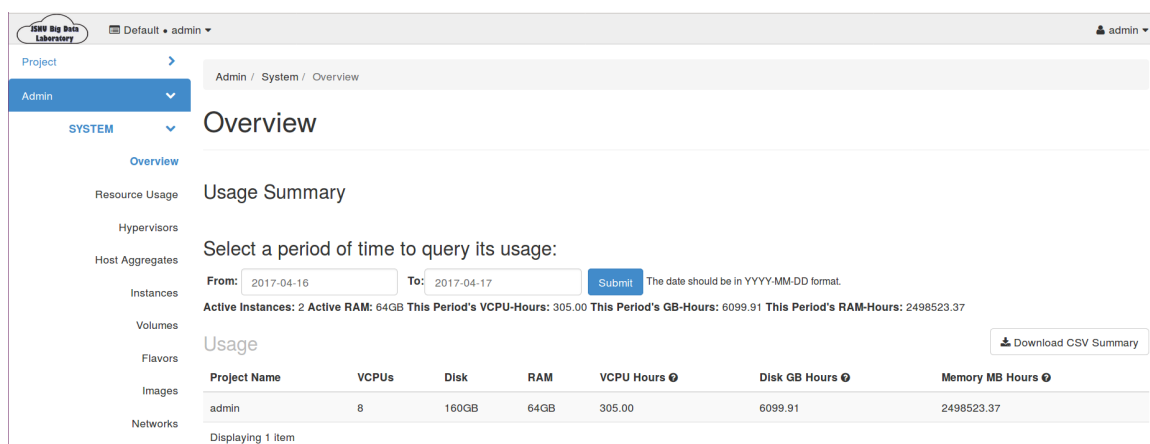 JSNU Big Data
Laboratory
Default • admin
admin
Project
Admin
SYSTEM
Overview
Resource Usage
Hypervisors
Host Aggregates
Instances
Volumes
Flavors
Images
Networks
Admin / System / Overview
Overview
Usage Summary
Select a period of time to query its usage:
From: 2017-04-16 To: 2017-04-17 Submit The date should be in YYYY-MM-DD format.
Active Instances: 2 Active RAM: 64GB This Period's VCPU-Hours: 305.00 This Period's GB-Hours: 6099.91 This Period's RAM-Hours: 2498523.37
Usage
Download CSV Summary
Project Name VCPUs Disk RAM VCPU Hours Disk GB Hours Memory MB Hours
admin 8 160GB 64GB 305.00 6099.91 2498523.37
Displaying 1 item